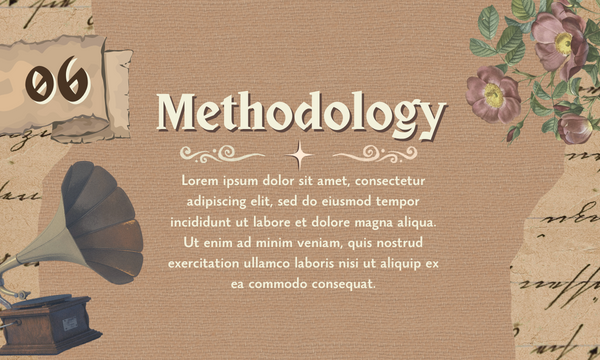 06
Methodology
Lorem ipsum dolor sit amet, consectetur
adipiscing elit, sed do eiusmod tempor
incididunt ut labore et dolore magna aliqua.
Ut enim ad minim veniam, quis nostrud
exercitation ullamco laboris nisi ut aliquip ex
ea commodo consequat.